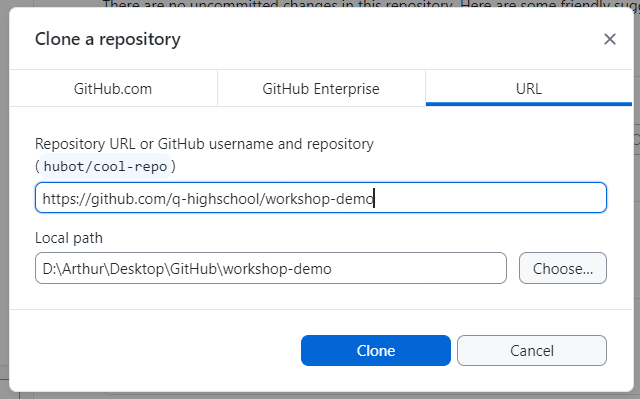 There are no uncommitted changes in this repository. Here are some friendly sugg
Clone a repository
GitHub.com
GitHub Enterprise
URL
Repository URL or GitHub username and repository
( hubot/cool-repo )
https://github.com/q-highschool/workshop-demo
Local path
D:\Arthur\Desktop\GitHub\workshop-demo
Choose...
Clone
Cancel